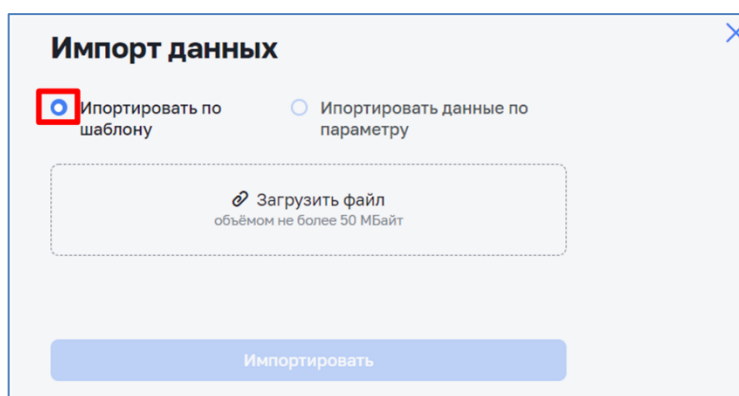 Импорт данных
Ипортировать по
шаблону
Ипортировать данные по
параметру
Загрузить файл
объёмом не более 50 МБайт
Импортировать